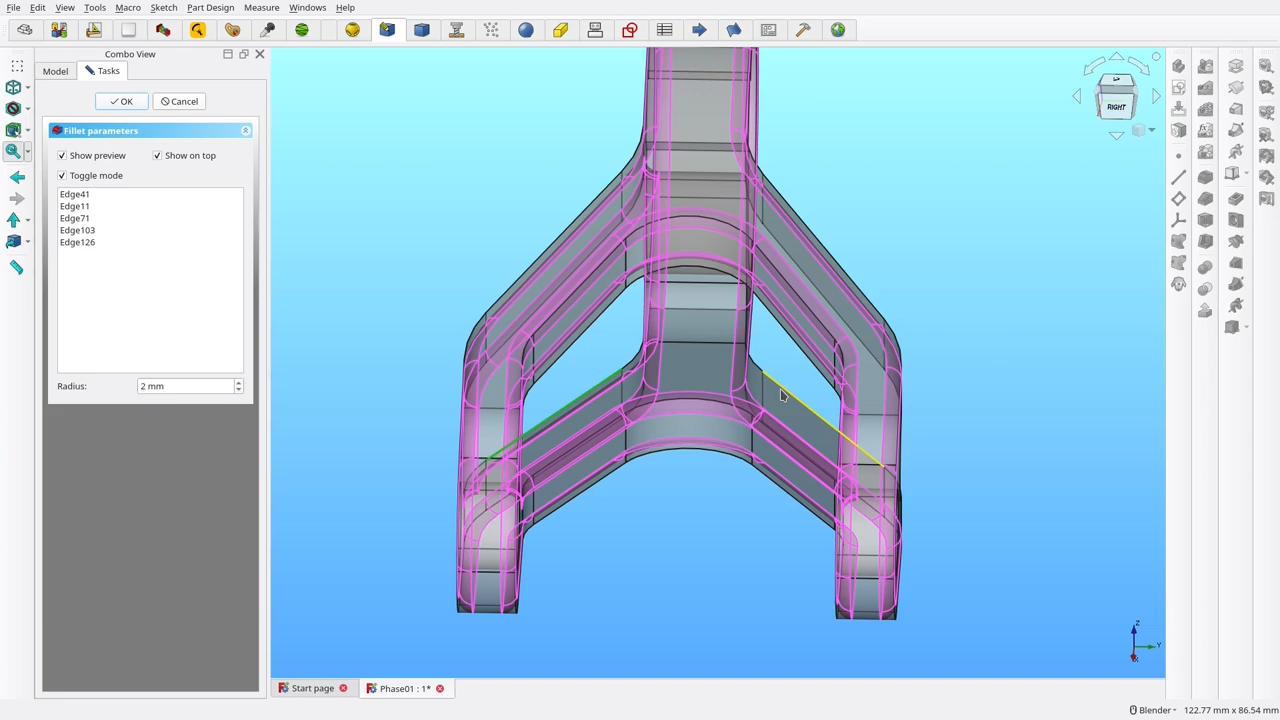 File Edit View Tools Macro Sketch Part Design Measure Windows Help
Combo View
Model Tasks
OK Cancel
Fillet parameters
Show preview Show on top
Toggle mode
Edge41
Edge11
Edge71
Edge103
Edge126
Radius: 2 mm
RIGHT
Z
Y
Start page Phase01 : 1*
Blender 122.77 mm x 86.54 mm